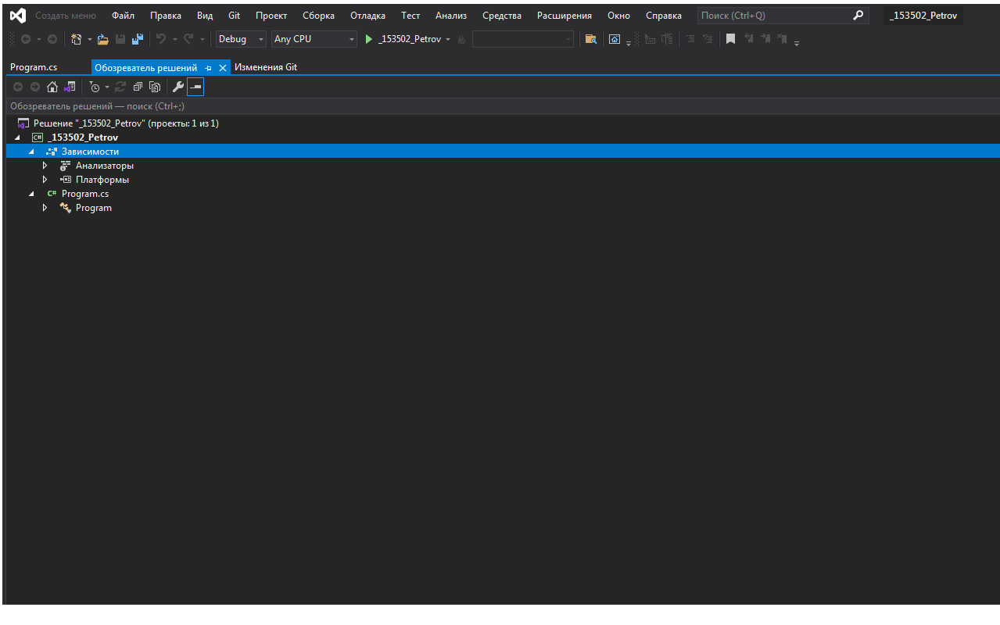 Создать меню Файл Правка Вид Git Проект Сборка Отладка Тест Анализ Средства Расширения Окно Справка Поиск (Ctrl+Q) _153502_Petrov
Debug Any CPU _153502_Petrov
Program.cs Обозреватель решений Изменения Git
Обозреватель решений — поиск (Ctrl+;)
Решение "_153502_Petrov" (проекты: 1 из 1)
C# _153502_Petrov
Зависимости
Анализаторы
Платформы
C# Program.cs
Program